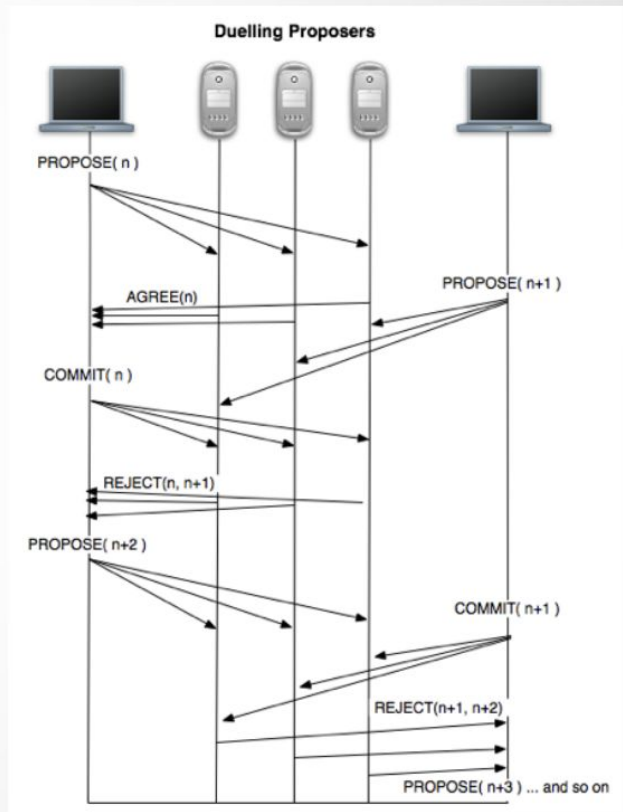 Duelling Proposers
PROPOSE( n )
PROPOSE( n+1 )
AGREE(n)
COMMIT( n )
REJECT(n, n+1)
PROPOSE( n+2 )
COMMIT( n+1 )
REJECT(n+1, n+2)
PROPOSE( n+3 ) ... and so on